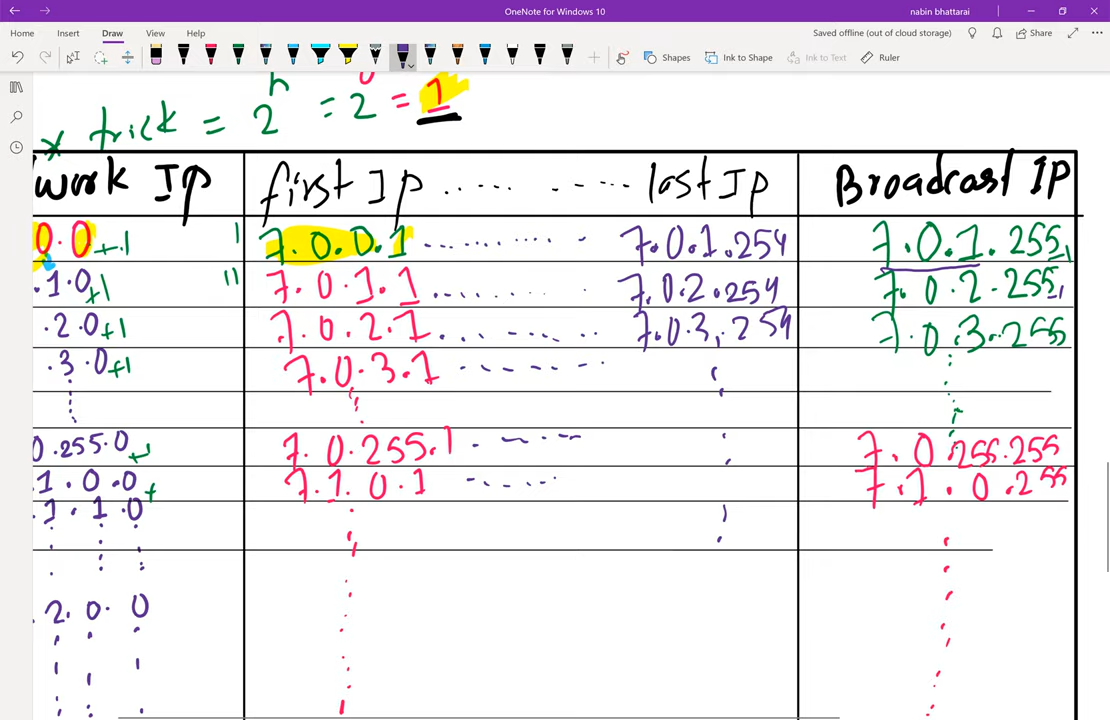 OneNote for Windows 10
nabin bhattarai
Home Insert Draw View Help
Saved offline (out of cloud storage)
Share
Shapes Ink to Shape Ink to Text Ruler
* trick = 2^n = 2^0 = 1
work Ip first Ip .... .... last Ip Broadcast IP
0.0+1 1 7.0.0.1 ........ 7.0.1.254 7.0.1.255
.1.0+1 11 7.0.1.1 ........ 7.0.2.254 7.0.2.255
.2.0+1 7.0.2.1 ........ 7.0.3.254 7.0.3.255
.3.0+1 7.0.3.1 ........
0.255.0 7.0.255.1 ..... 7.0.255.255
1.0.0+ 7.1.0.1 ..... 7.1.0.255
.1.1.0
.2.0.0